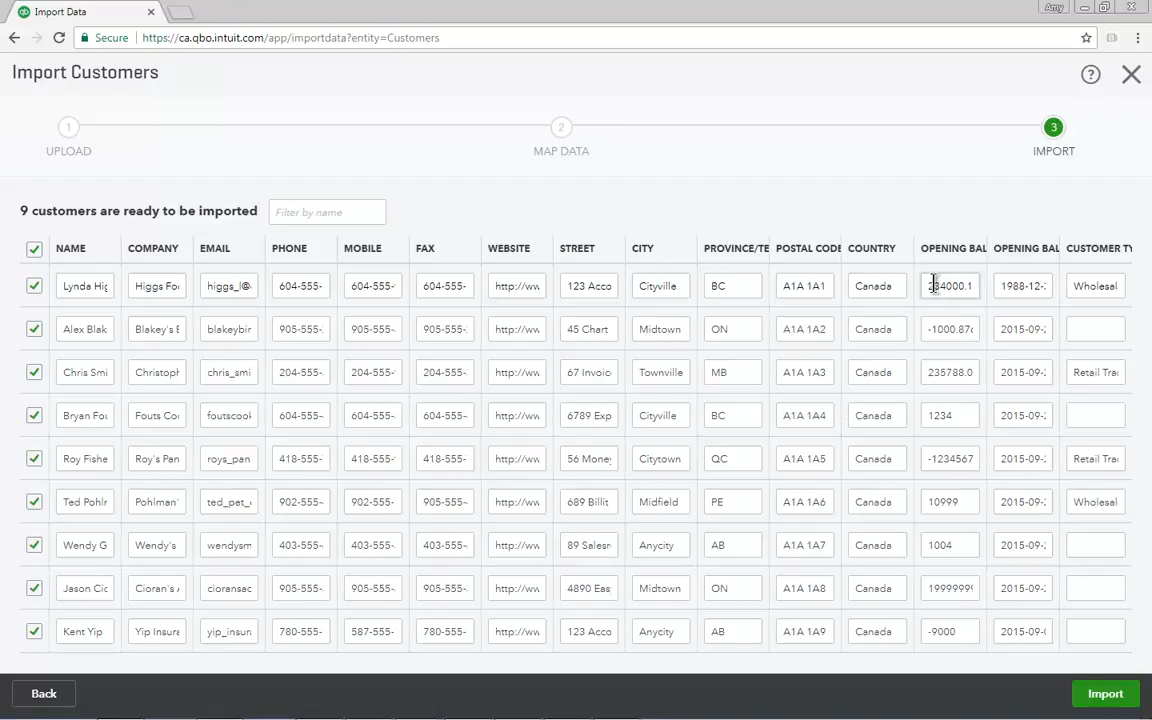 Import Data
Amy
Secure https://ca.qbo.intuit.com/app/importdata?entity=Customers
Import Customers
1 2 3
UPLOAD MAP DATA IMPORT
9 customers are ready to be imported Filter by name
NAME COMPANY EMAIL PHONE MOBILE FAX WEBSITE STREET CITY PROVINCE/TE POSTAL CODE COUNTRY OPENING BAL OPENING BAL CUSTOMER TY
Lynda Hig Higgs Fo higgs_l@ 604-555- 604-555- 604-555- http://ww 123 Acco Cityville BC A1A 1A1 Canada 234000.1 1988-12- Wholesal
Alex Blak Blakey's E blakeybir 905-555- 905-555- 905-555- http://ww 45 Chart Midtown ON A1A 1A2 Canada -1000.87 2015-09-
Chris Smi Christoph chris_smi 204-555- 204-555- 204-555- http://ww 67 Invoic Townville MB A1A 1A3 Canada 235788.0 2015-09- Retail Tra
Bryan Fou Fouts Co foutscook 604-555- 604-555- 604-555- http://ww 6789 Exp Cityville BC A1A 1A4 Canada 1234 2015-09-
Roy Fishe Roy's Pan roys_pan 418-555- 418-555- 418-555- http://ww 56 Mone Citytown QC A1A 1A5 Canada -1234567 2015-09- Retail Tra
Ted Pohlr Pohlman' ted_pet_ 902-555- 902-555- 905-555- http://ww 689 Billit Midfield PE A1A 1A6 Canada 10999 2015-09- Wholesal
Wendy G Wendy's wendysm 403-555- 403-555- 403-555- http://ww 89 Salesr Anycity AB A1A 1A7 Canada 1004 2015-09-
Jason Cic Cioran's cioransac 905-555- 905-555- 905-555- http://ww 4890 Eas Midtown ON A1A 1A8 Canada 19999999 2015-09-
Kent Yip Yip Insura yip_insur 780-555- 587-555- 780-555- http://ww 123 Acco Anycity AB A1A 1A9 Canada -9000 2015-09-
Back Import